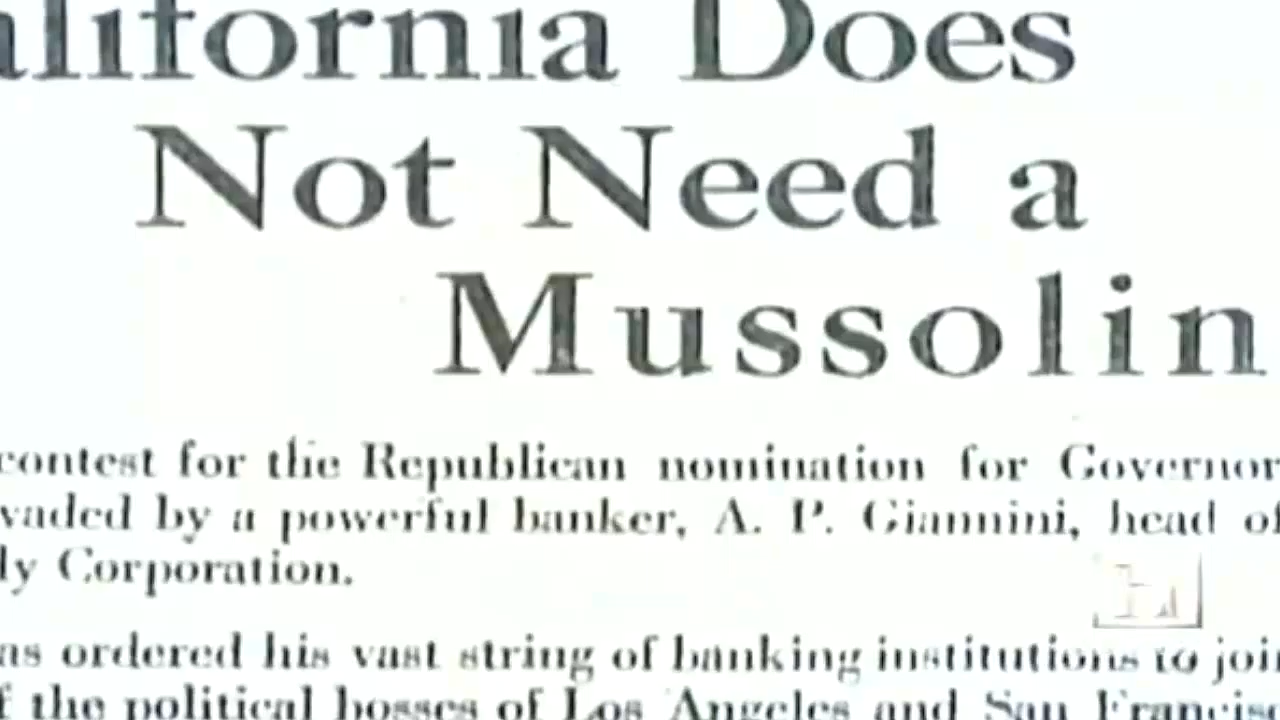 alifornia Does
Not Need a
Mussolin
contest for the Republican nomination for Governor
vaded by a powerful banker, A. P. Giannini, head of
ly Corporation.
H
as ordered his vast string of banking institutions to join
f the political bosses of Los Angeles and San Francisc